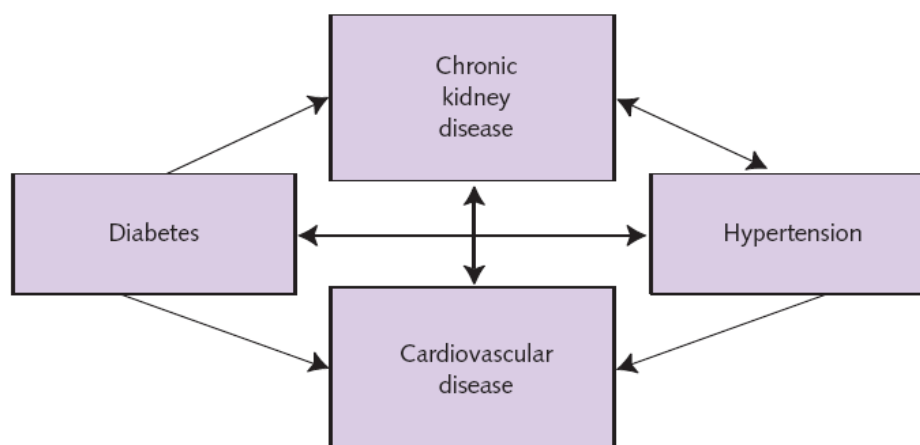 Chronic
kidney
disease
Diabetes
Hypertension
Cardiovascular
disease